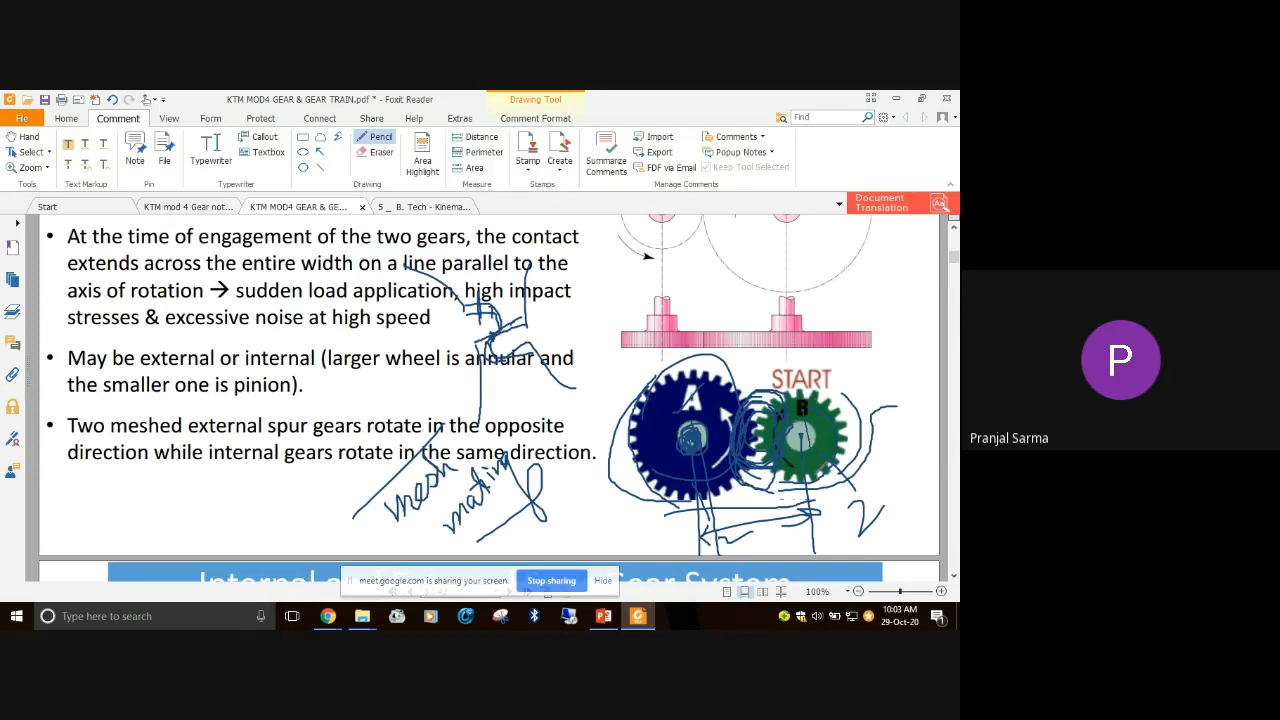 KTM MOD4 GEAR & GEAR TRAIN.pdf * - Foxit Reader
Drawing Tool
File Home Comment View Form Protect Connect Share Help Extras Comment Format
Find
Hand
Select
Zoom
Tools
Text Markup
Note
File
Pin
Typewriter
Callout
Textbox
Typewriter
Pencil
Eraser
Drawing
Area Highlight
Distance
Perimeter
Area
Measure
Stamp
Create
Stamps
Summarize Comments
Import
Export
FDF via Email
Comments
Popup Notes
Keep Tool Selected
Manage Comments
Start
KTM mod 4 Gear not...
KTM MOD4 GEAR & GE...
5 _ B. Tech - Kinema...
Document Translation
• At the time of engagement of the two gears, the contact
extends across the entire width on a line parallel to the
axis of rotation → sudden load application, high impact
stresses & excessive noise at high speed
• May be external or internal (larger wheel is annular and
the smaller one is pinion).
• Two meshed external spur gears rotate in the opposite
direction while internal gears rotate in the same direction.
A
START
B
mesh
mating
2
meet.google.com is sharing your screen.
Stop sharing
Hide
100%
Type here to search
10:03 AM
29-Oct-20
P
Pranjal Sarma